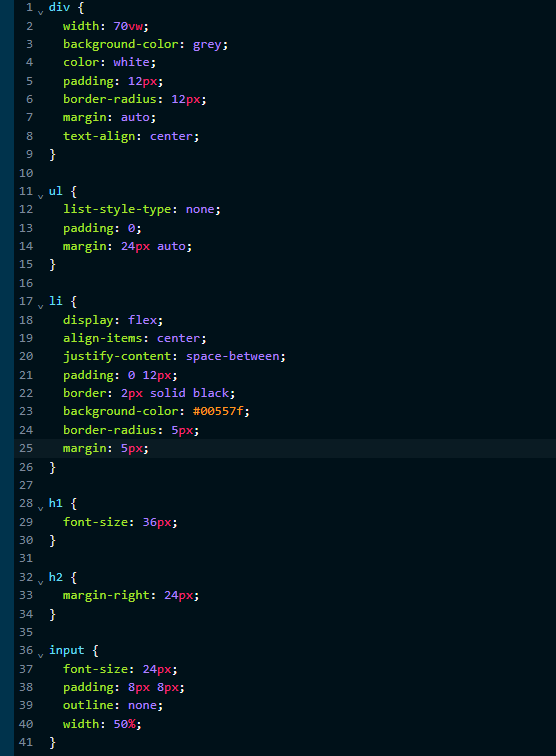 1 div {
2 width: 70vw;
3 background-color: grey;
4 color: white;
5 padding: 12px;
6 border-radius: 12px;
7 margin: auto;
8 text-align: center;
9 }
10
11 ul {
12 list-style-type: none;
13 padding: 0;
14 margin: 24px auto;
15 }
16
17 li {
18 display: flex;
19 align-items: center;
20 justify-content: space-between;
21 padding: 0 12px;
22 border: 2px solid black;
23 background-color: #00557f;
24 border-radius: 5px;
25 margin: 5px;
26 }
27
28 h1 {
29 font-size: 36px;
30 }
31
32 h2 {
33 margin-right: 24px;
34 }
35
36 input {
37 font-size: 24px;
38 padding: 8px 8px;
39 outline: none;
40 width: 50%;
41 }